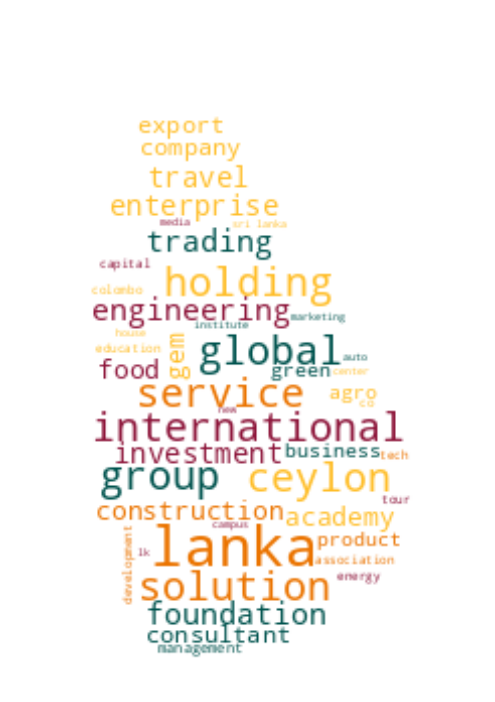 export
company
travel
enterprise
media
sri lanka
trading
capital
holding
colombo
engineering
marketing
institute
house
gem
global
education
auto
food
green
center
service
agro
co
new
international
investment
business
tech
group
ceylon
tour
construction
academy
campus
development
lanka
product
lk
association
energy
solution
foundation
consultant
management